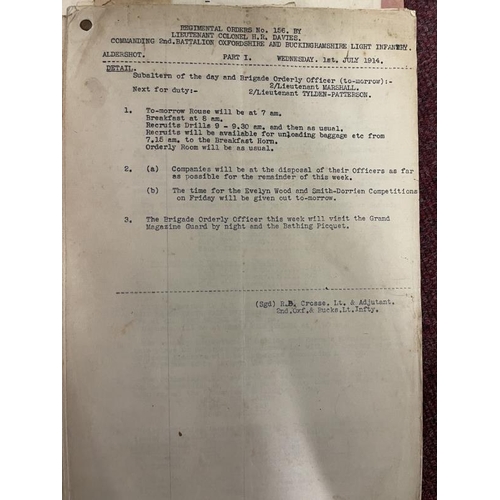 REGIMENTAL ORDERS No. 156. BY
LIEUTENANT COLONEL H.R. DAVIES.
COMMANDING 2nd.BATTALION OXFORDSHIRE AND BUCKINGHAMSHIRE LIGHT INFANTRY.
ALDERSHOT. PART I. WEDNESDAY. 1st. JULY 1914.
DETAIL.
Subaltern of the day and Brigade Orderly Officer (to-morrow):-
2/Lieutenant MARSHALL.
Next for duty:- 2/Lieutenant TYLDEN-PATTERSON.
1. To-morrow Rouse will be at 7 am.
Breakfast at 8 am.
Recruits Drills 9 - 9.30 am, and then as usual.
Recruits will be available for unloading baggage etc from
7,15 am. to the Breakfast Horn.
Orderly Room will be as usual.
2. (a) Companies will be at the disposal of their Officers as far
as possible for the remainder of this week.
(b) The time for the Evelyn Wood and Smith-Dorrien Competitions
on Friday will be given out to-morrow.
3. The Brigade Orderly Officer this week will visit the Grand
Magazine Guard by night and the Bathing Picquet.
(Sgd) R.B. Crosse. Lt. & Adjutant.
2nd.Oxf.& Bucks.Lt.Infty.